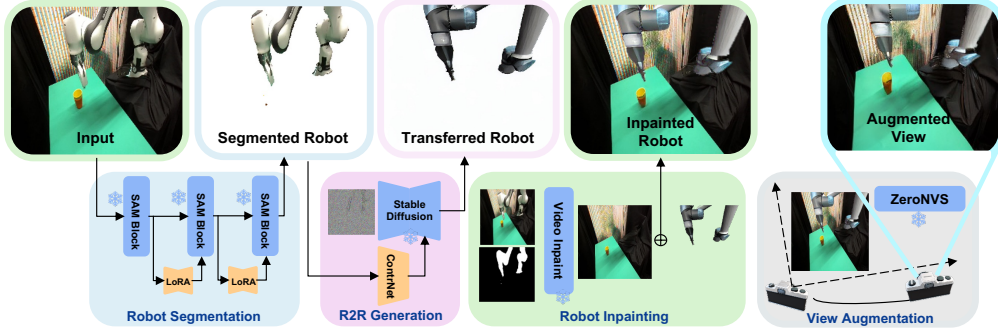 Input
Segmented Robot
Transferred Robot
Inpainted
Robot
Augmented
View
SAM Block
SAM Block
SAM Block
LoRA
LoRA
Robot Segmentation
Stable
Diffusion
ContrNet
R2R Generation
Video Inpaint
Robot Inpainting
ZeroNVS
View Augmentation